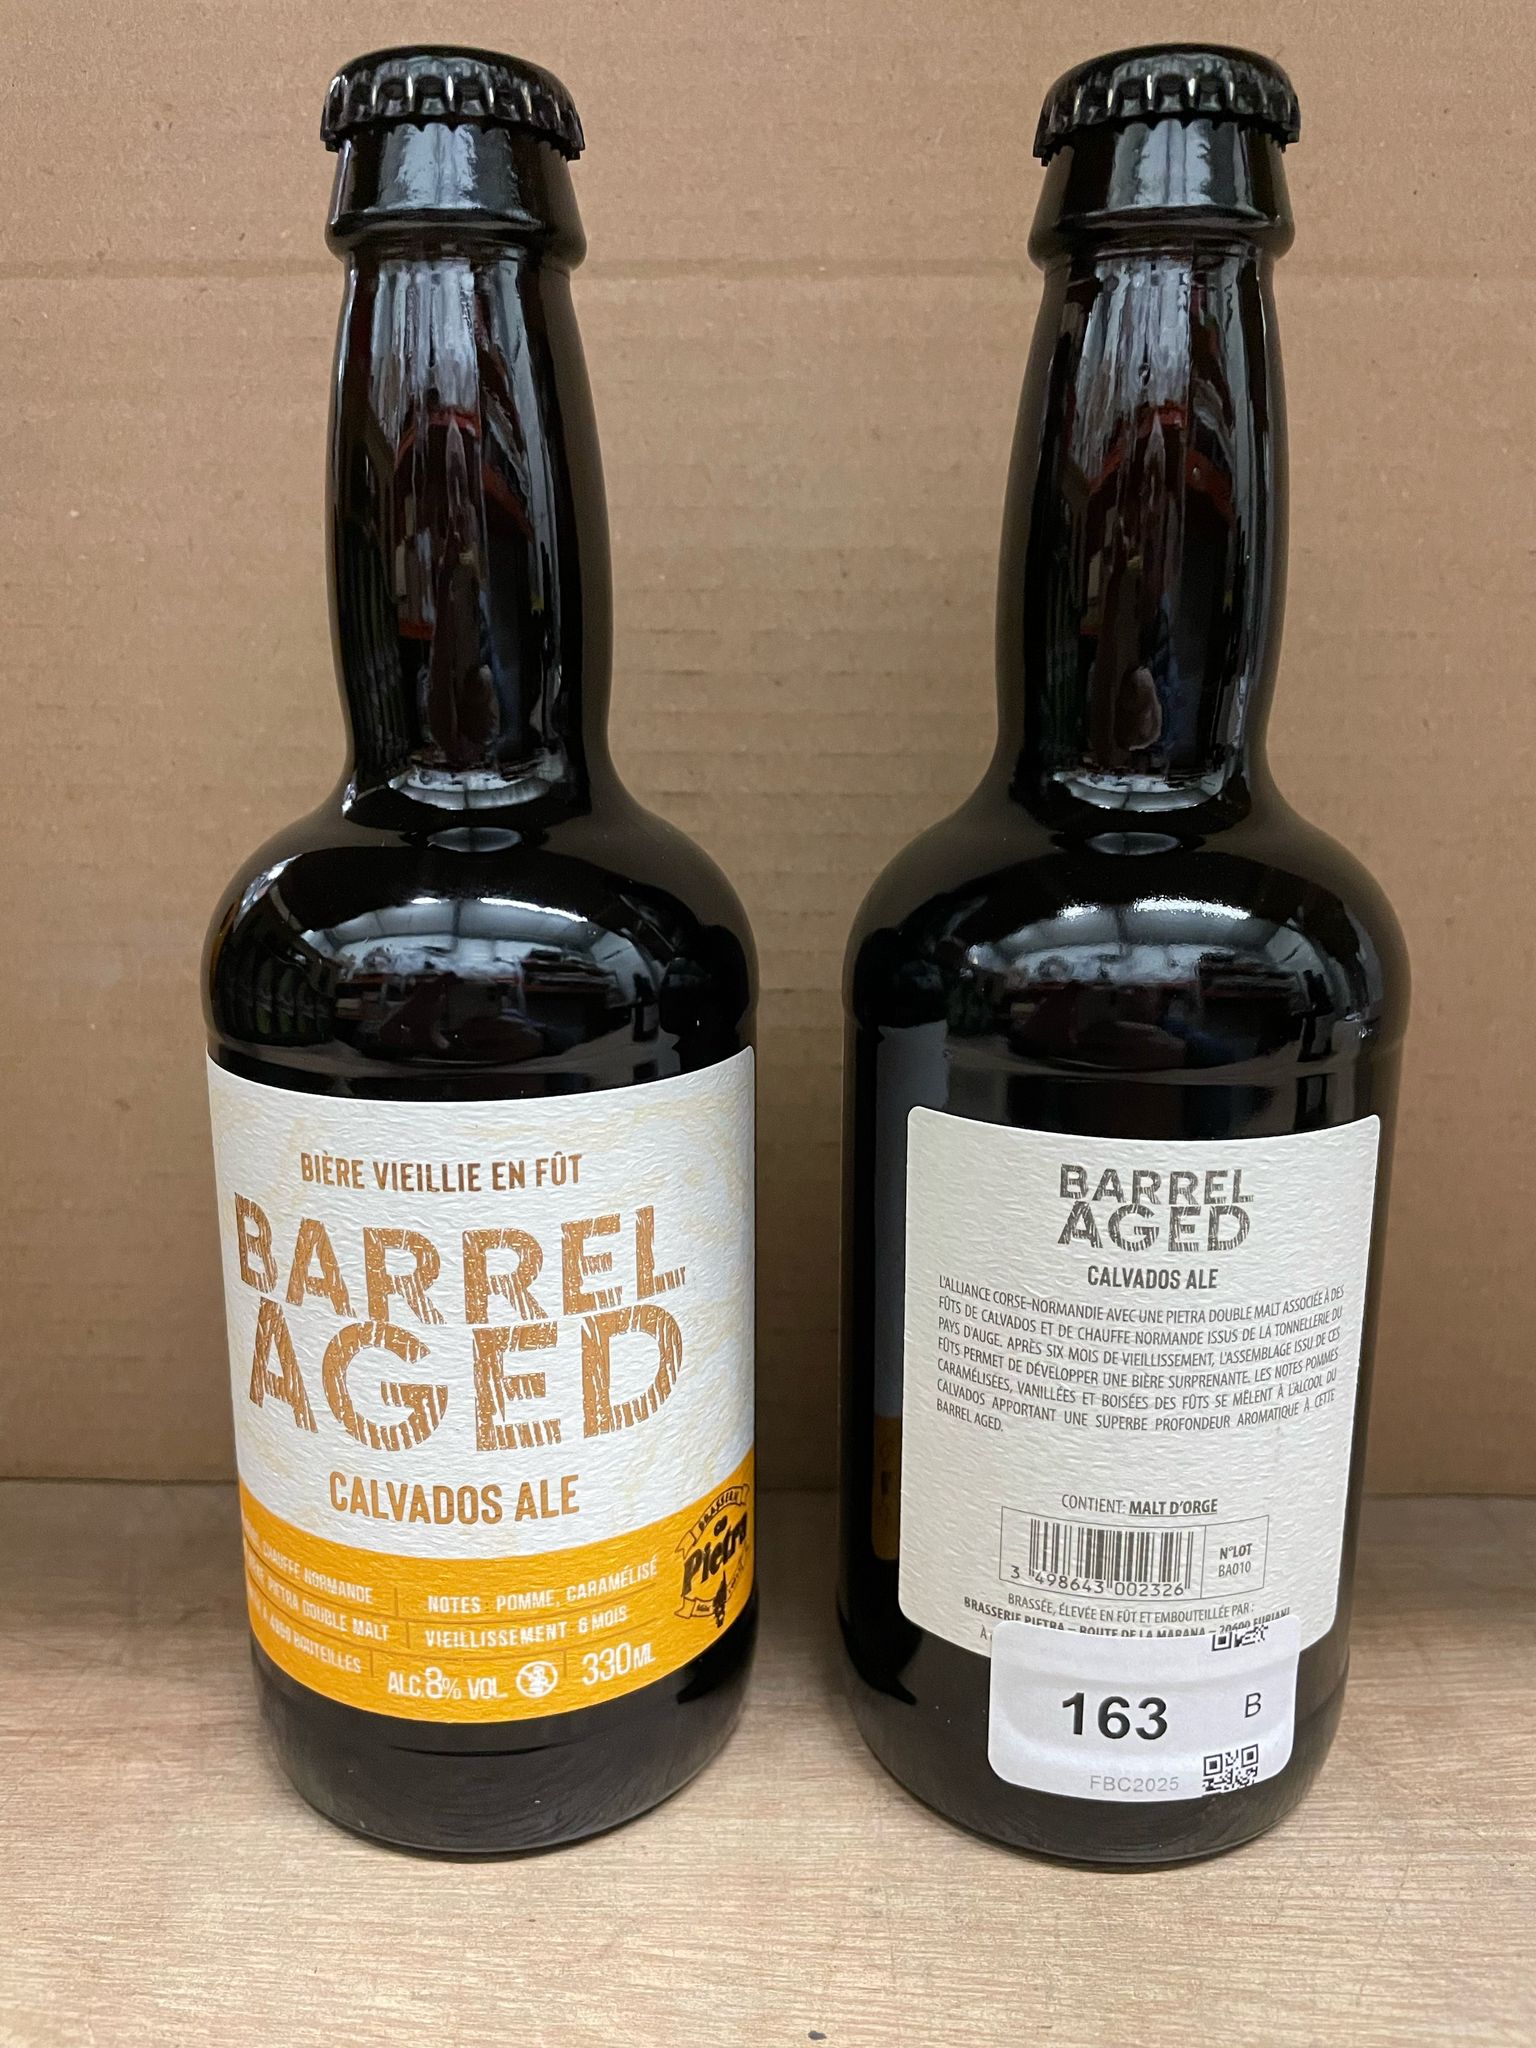 BIÈRE VIEILLIE EN FÛT
BARREL
AGED
CALVADOS ALE
CHAUFFE NORMANDE
PIETRA DOUBLE MALT
À 4999 BOUTEILLES
NOTES POMME, CARAMÉLISÉ
VIEILLISSEMENT 6 MOIS
ALC.8% VOL
330ML
BRASSERIE
Pietra
BARREL
AGED
CALVADOS ALE
L'ALLIANCE CORSE-NORMANDIE AVEC UNE PIETRA DOUBLE MALT ASSOCIÉE À DES
FÛTS DE CALVADOS ET DE CHAUFFE NORMANDE ISSUS DE LA TONNELLERIE DU
PAYS D'AUGE. APRÈS SIX MOIS DE VIEILLISSEMENT, L'ASSEMBLAGE ISSU DE CES
FÛTS PERMET DE DÉVELOPPER UNE BIÈRE SURPRENANTE. LES NOTES POMMES
CARAMÉLISÉES, VANILLÉES ET BOISÉES DES FÛTS SE MÊLENT À L'ALCOOL DU
CALVADOS APPORTANT UNE SUPERBE PROFONDEUR AROMATIQUE À CETTE
BARREL AGED.
CONTIENT: MALT D'ORGE
3 498643 002326
N°LOT
BA010
BRASSÉE, ÉLEVÉE EN FÛT ET EMBOUTEILLÉE PAR :
BRASSERIE PIETRA – ROUTE DE LA MARANA – 20600 FURIANI
À
163
B
FBC2025